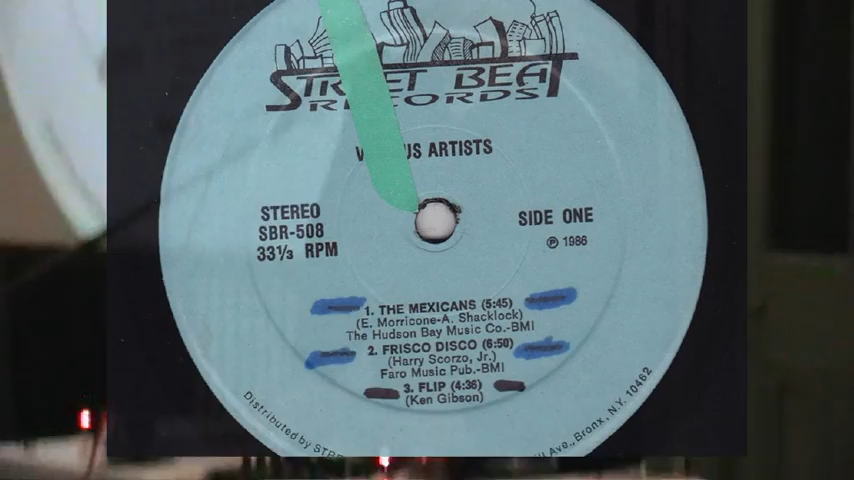 STREET BEAT
RECORDS
VARIOUS ARTISTS
STEREO
SBR-508
33⅓ RPM
SIDE ONE
℗ 1986
1. THE MEXICANS (5:45)
(E. Morricone-A. Shacklock)
The Hudson Bay Music Co.-BMI
2. FRISCO DISCO (6:50)
(Harry Scorzo, Jr.)
Faro Music Pub.-BMI
3. FLIP (4:36)
(Ken Gibson)
Distributed by
Ave., Bronx, N.Y. 10462